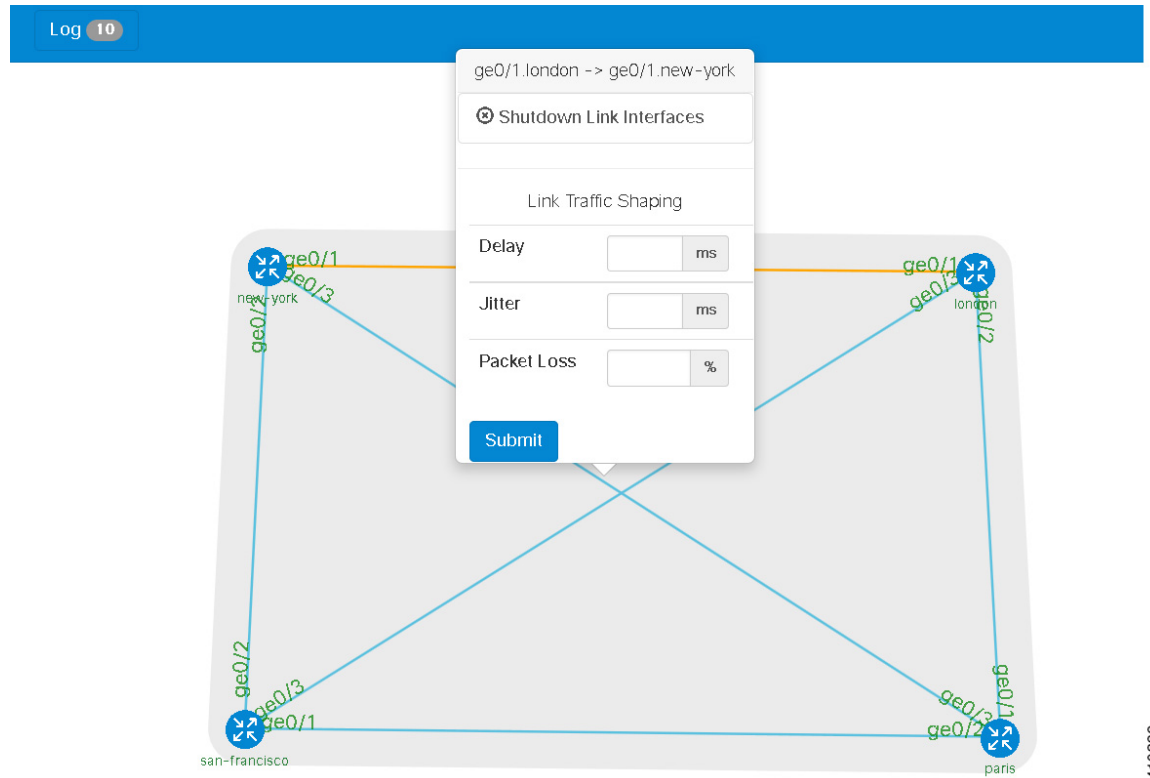 Log 10
ge0/1.london -> ge0/1.new-york
Shutdown Link Interfaces
Link Traffic Shaping
Delay
ms
Jitter
ms
Packet Loss
%
Submit
ge0/1
ge0/3
new-york
ge0/2
ge0/1
ge0/3
london
ge0/2
ge0/2
ge0/3
ge0/1
san-francisco
ge0/1
ge0/3
ge0/2
paris